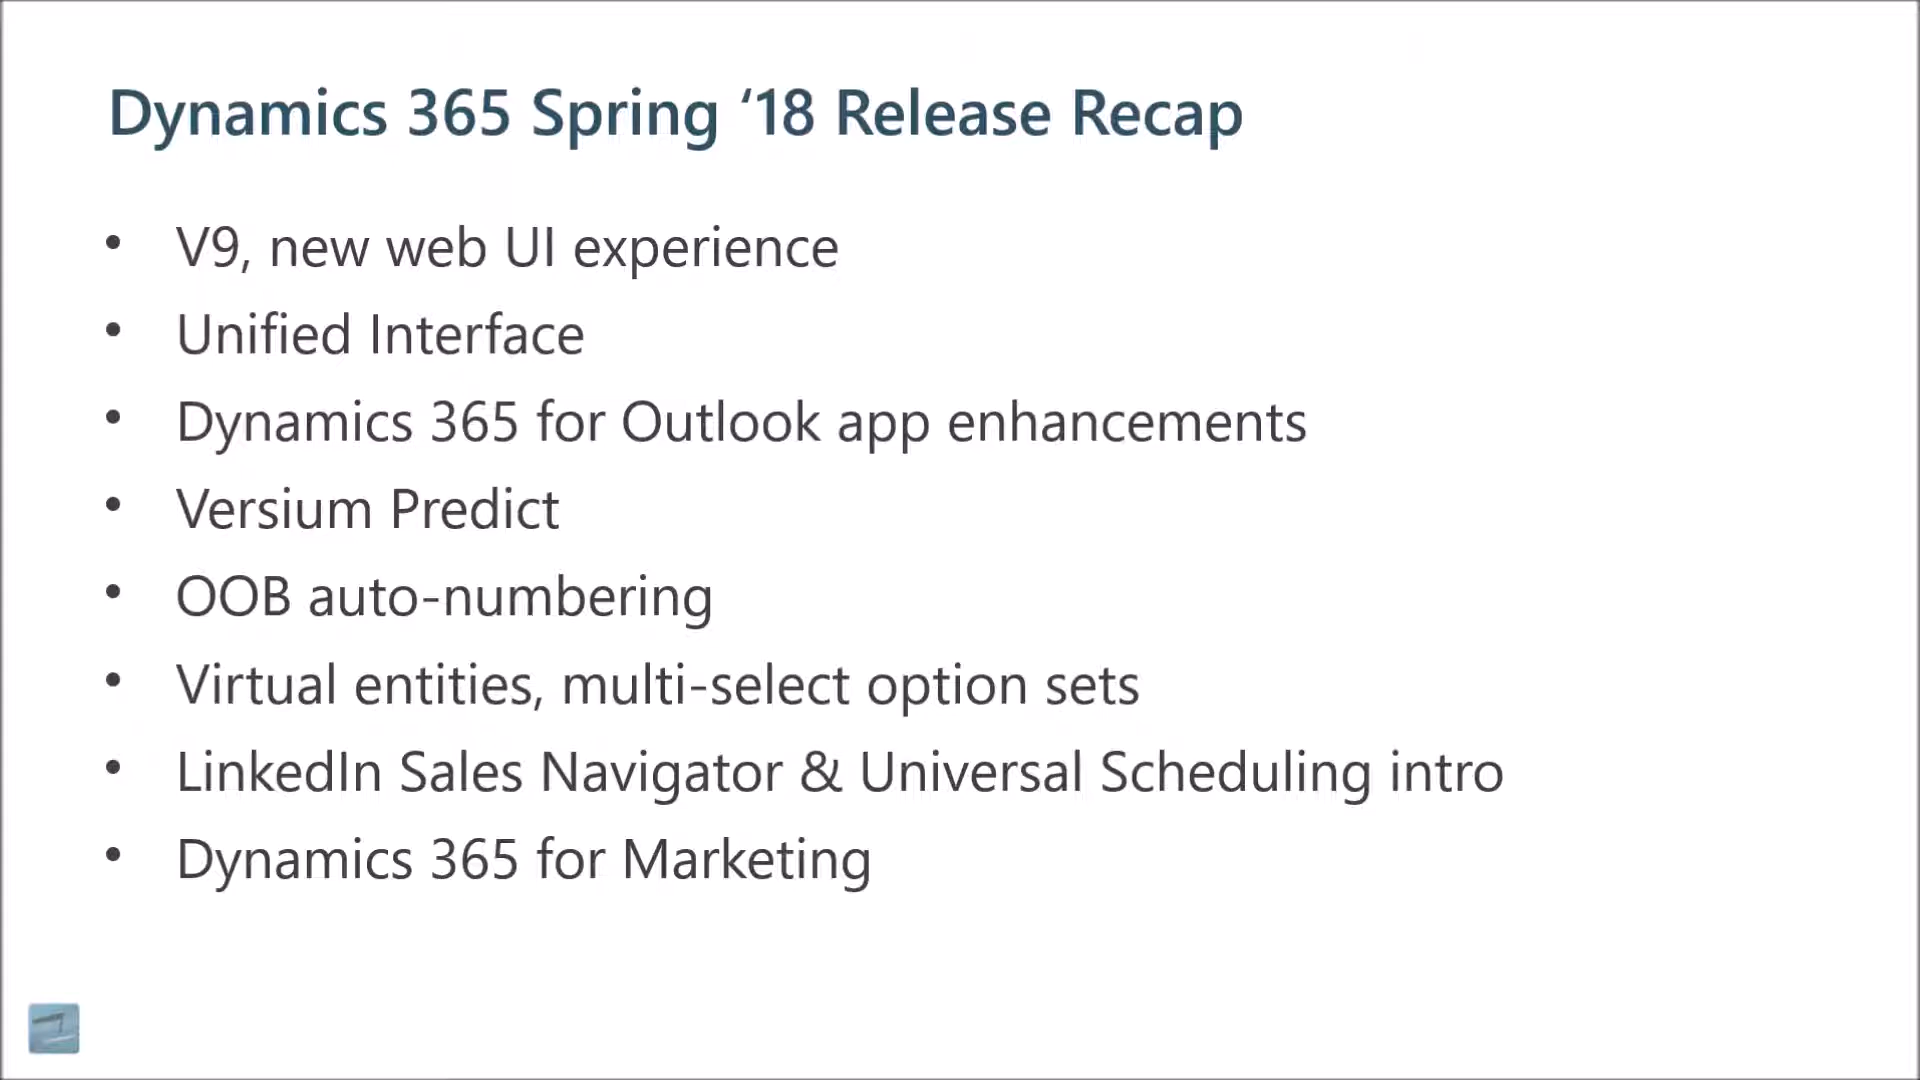 Dynamics 365 Spring ‘18 Release Recap
• V9, new web UI experience
• Unified Interface
• Dynamics 365 for Outlook app enhancements
• Versium Predict
• OOB auto-numbering
• Virtual entities, multi-select option sets
• LinkedIn Sales Navigator & Universal Scheduling intro
• Dynamics 365 for Marketing